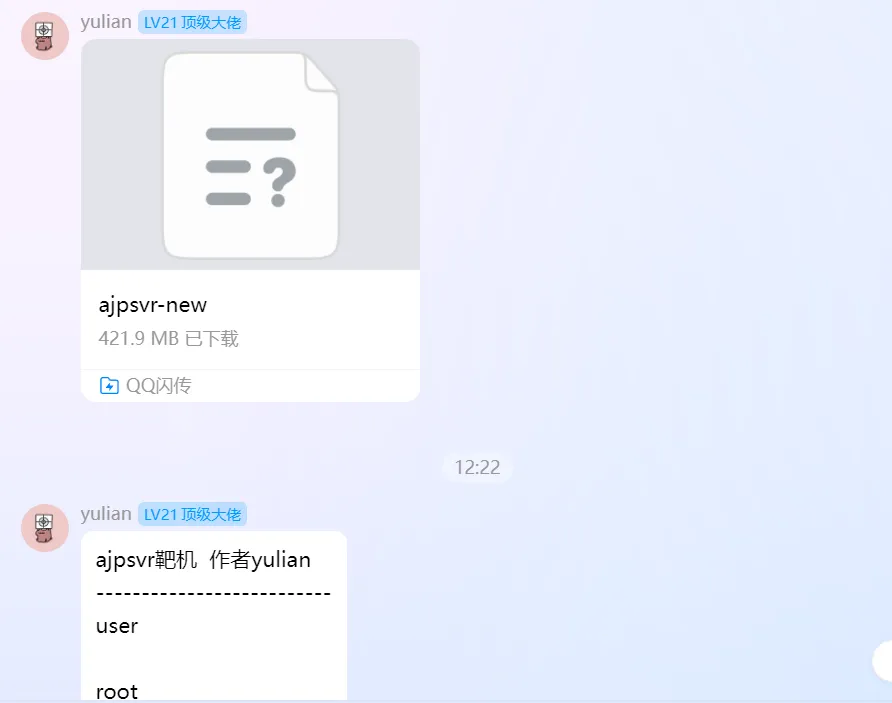 yulian LV21 顶级大佬
?
ajpsvr-new
421.9 MB 已下载
QQ闪传
12:22
yulian LV21 顶级大佬
ajpsvr靶机 作者yulian
--------------------------
user
root